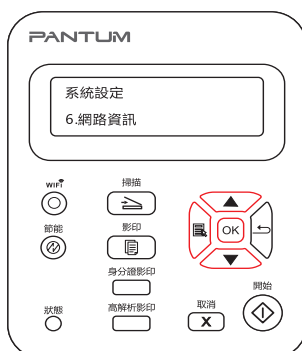 PANTUM
系統設定
6.網路資訊
WiFi
掃描
節能
影印
OK
身分證影印
狀態
高解析影印
取消
X
開始